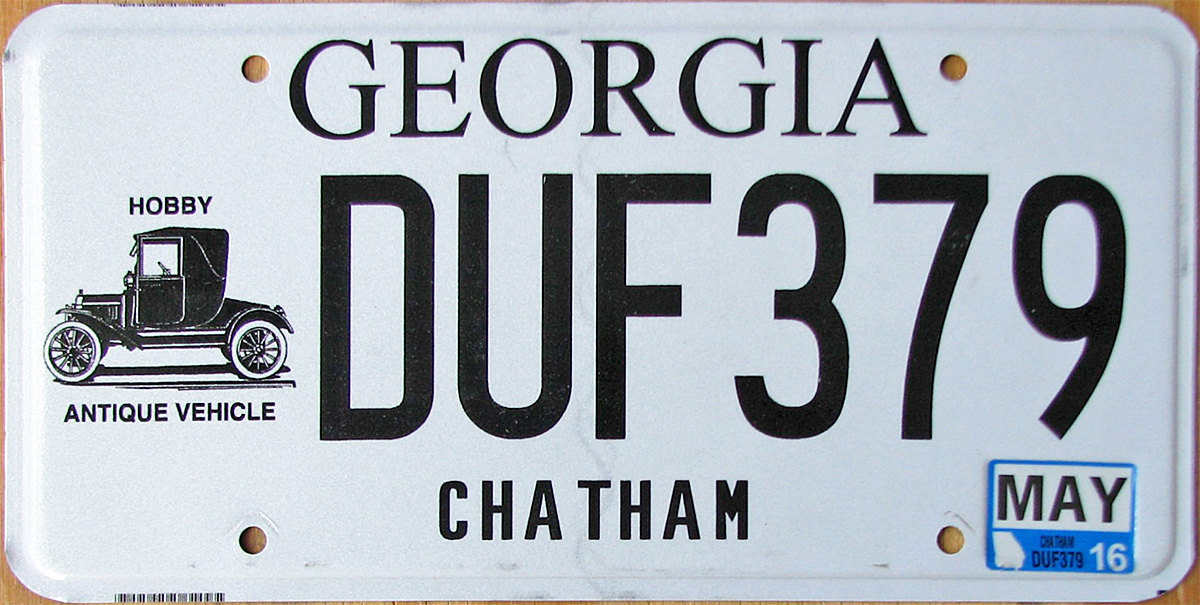 GEORGIA
HOBBY
ANTIQUE VEHICLE
DUF379
CHATHAM
MAY
CHATHAM
DUF379 16